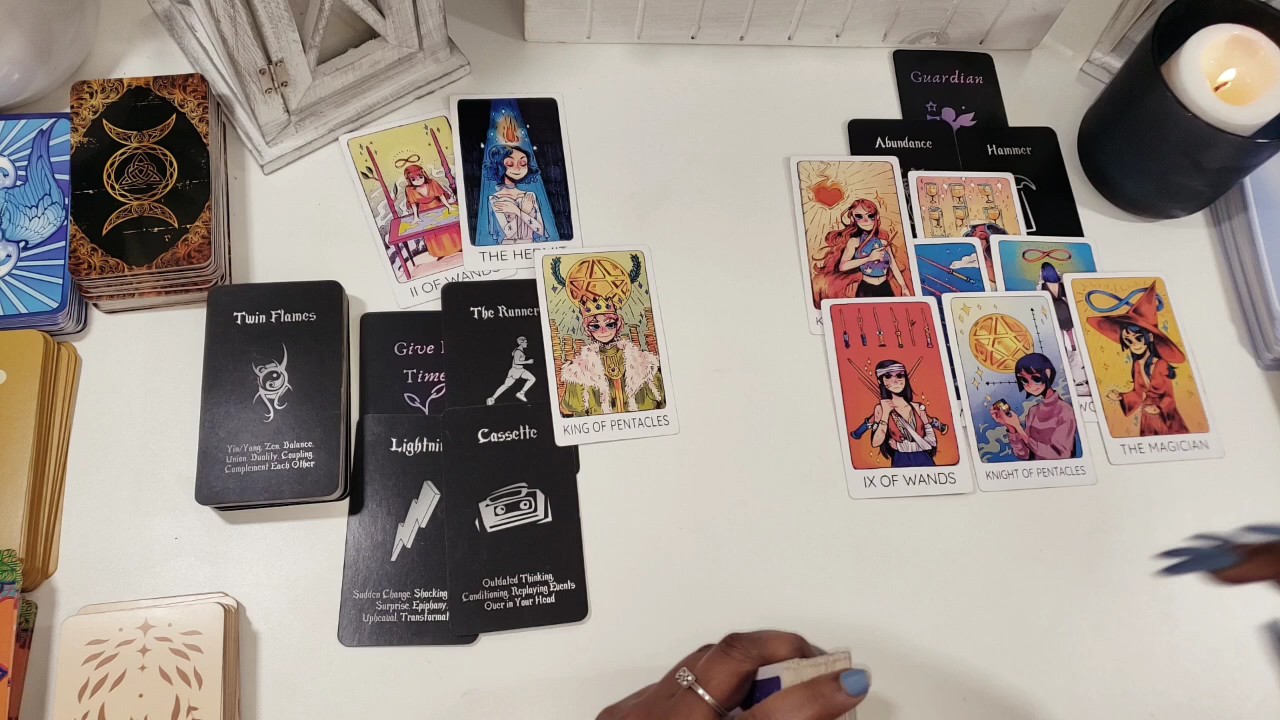 Guardian
Abundance
Hammer
THE HERMIT
II OF WANDS
Twin Flames
Yin/Yang, Zen, Balance,
Union, Duality, Coupling,
Complement Each Other
Give
Time
The Runner
KING OF PENTACLES
Cassette
Outdated Thinking,
Conditioning, Replaying Events
Over in Your Head
Lightni
Sudden Change, Shocking
Surprise, Epiphany,
Upheaval, Transformat
IX OF WANDS
KNIGHT OF PENTACLES
THE MAGICIAN